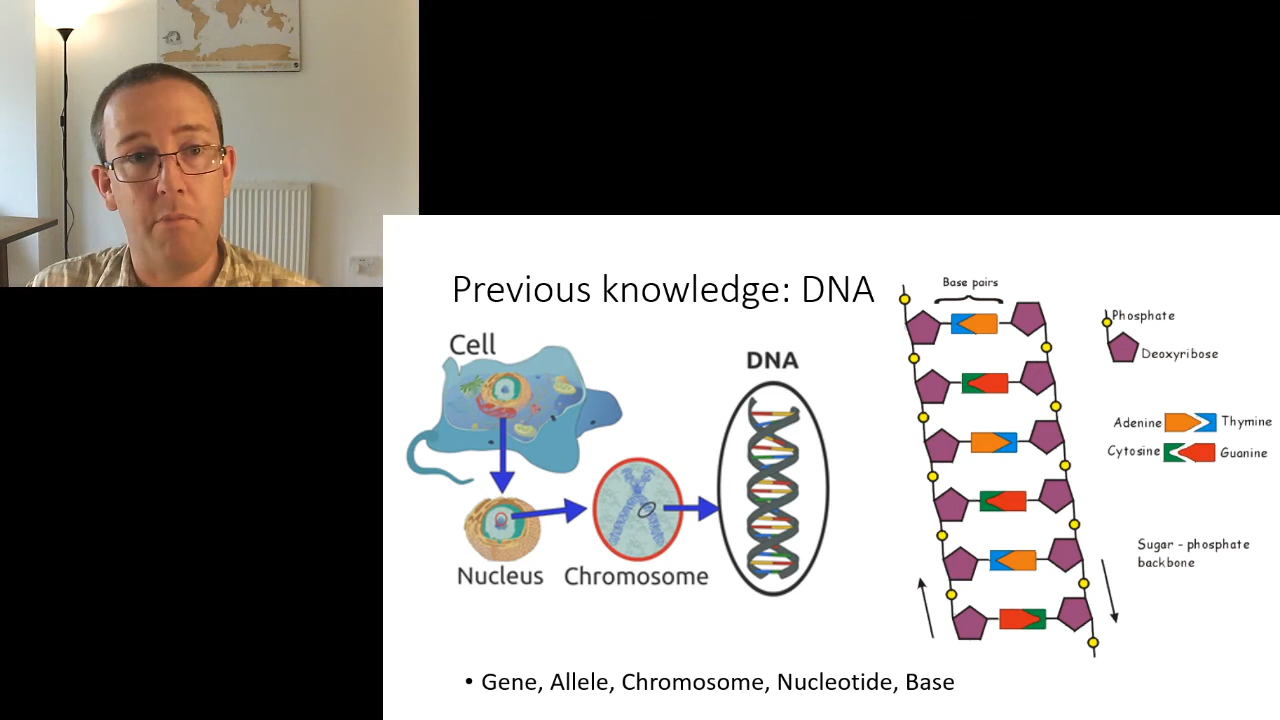 Previous knowledge: DNA
Cell
DNA
Nucleus
Chromosome
Base pairs
Phosphate
Deoxyribose
Adenine
Thymine
Cytosine
Guanine
Sugar - phosphate
backbone
• Gene, Allele, Chromosome, Nucleotide, Base